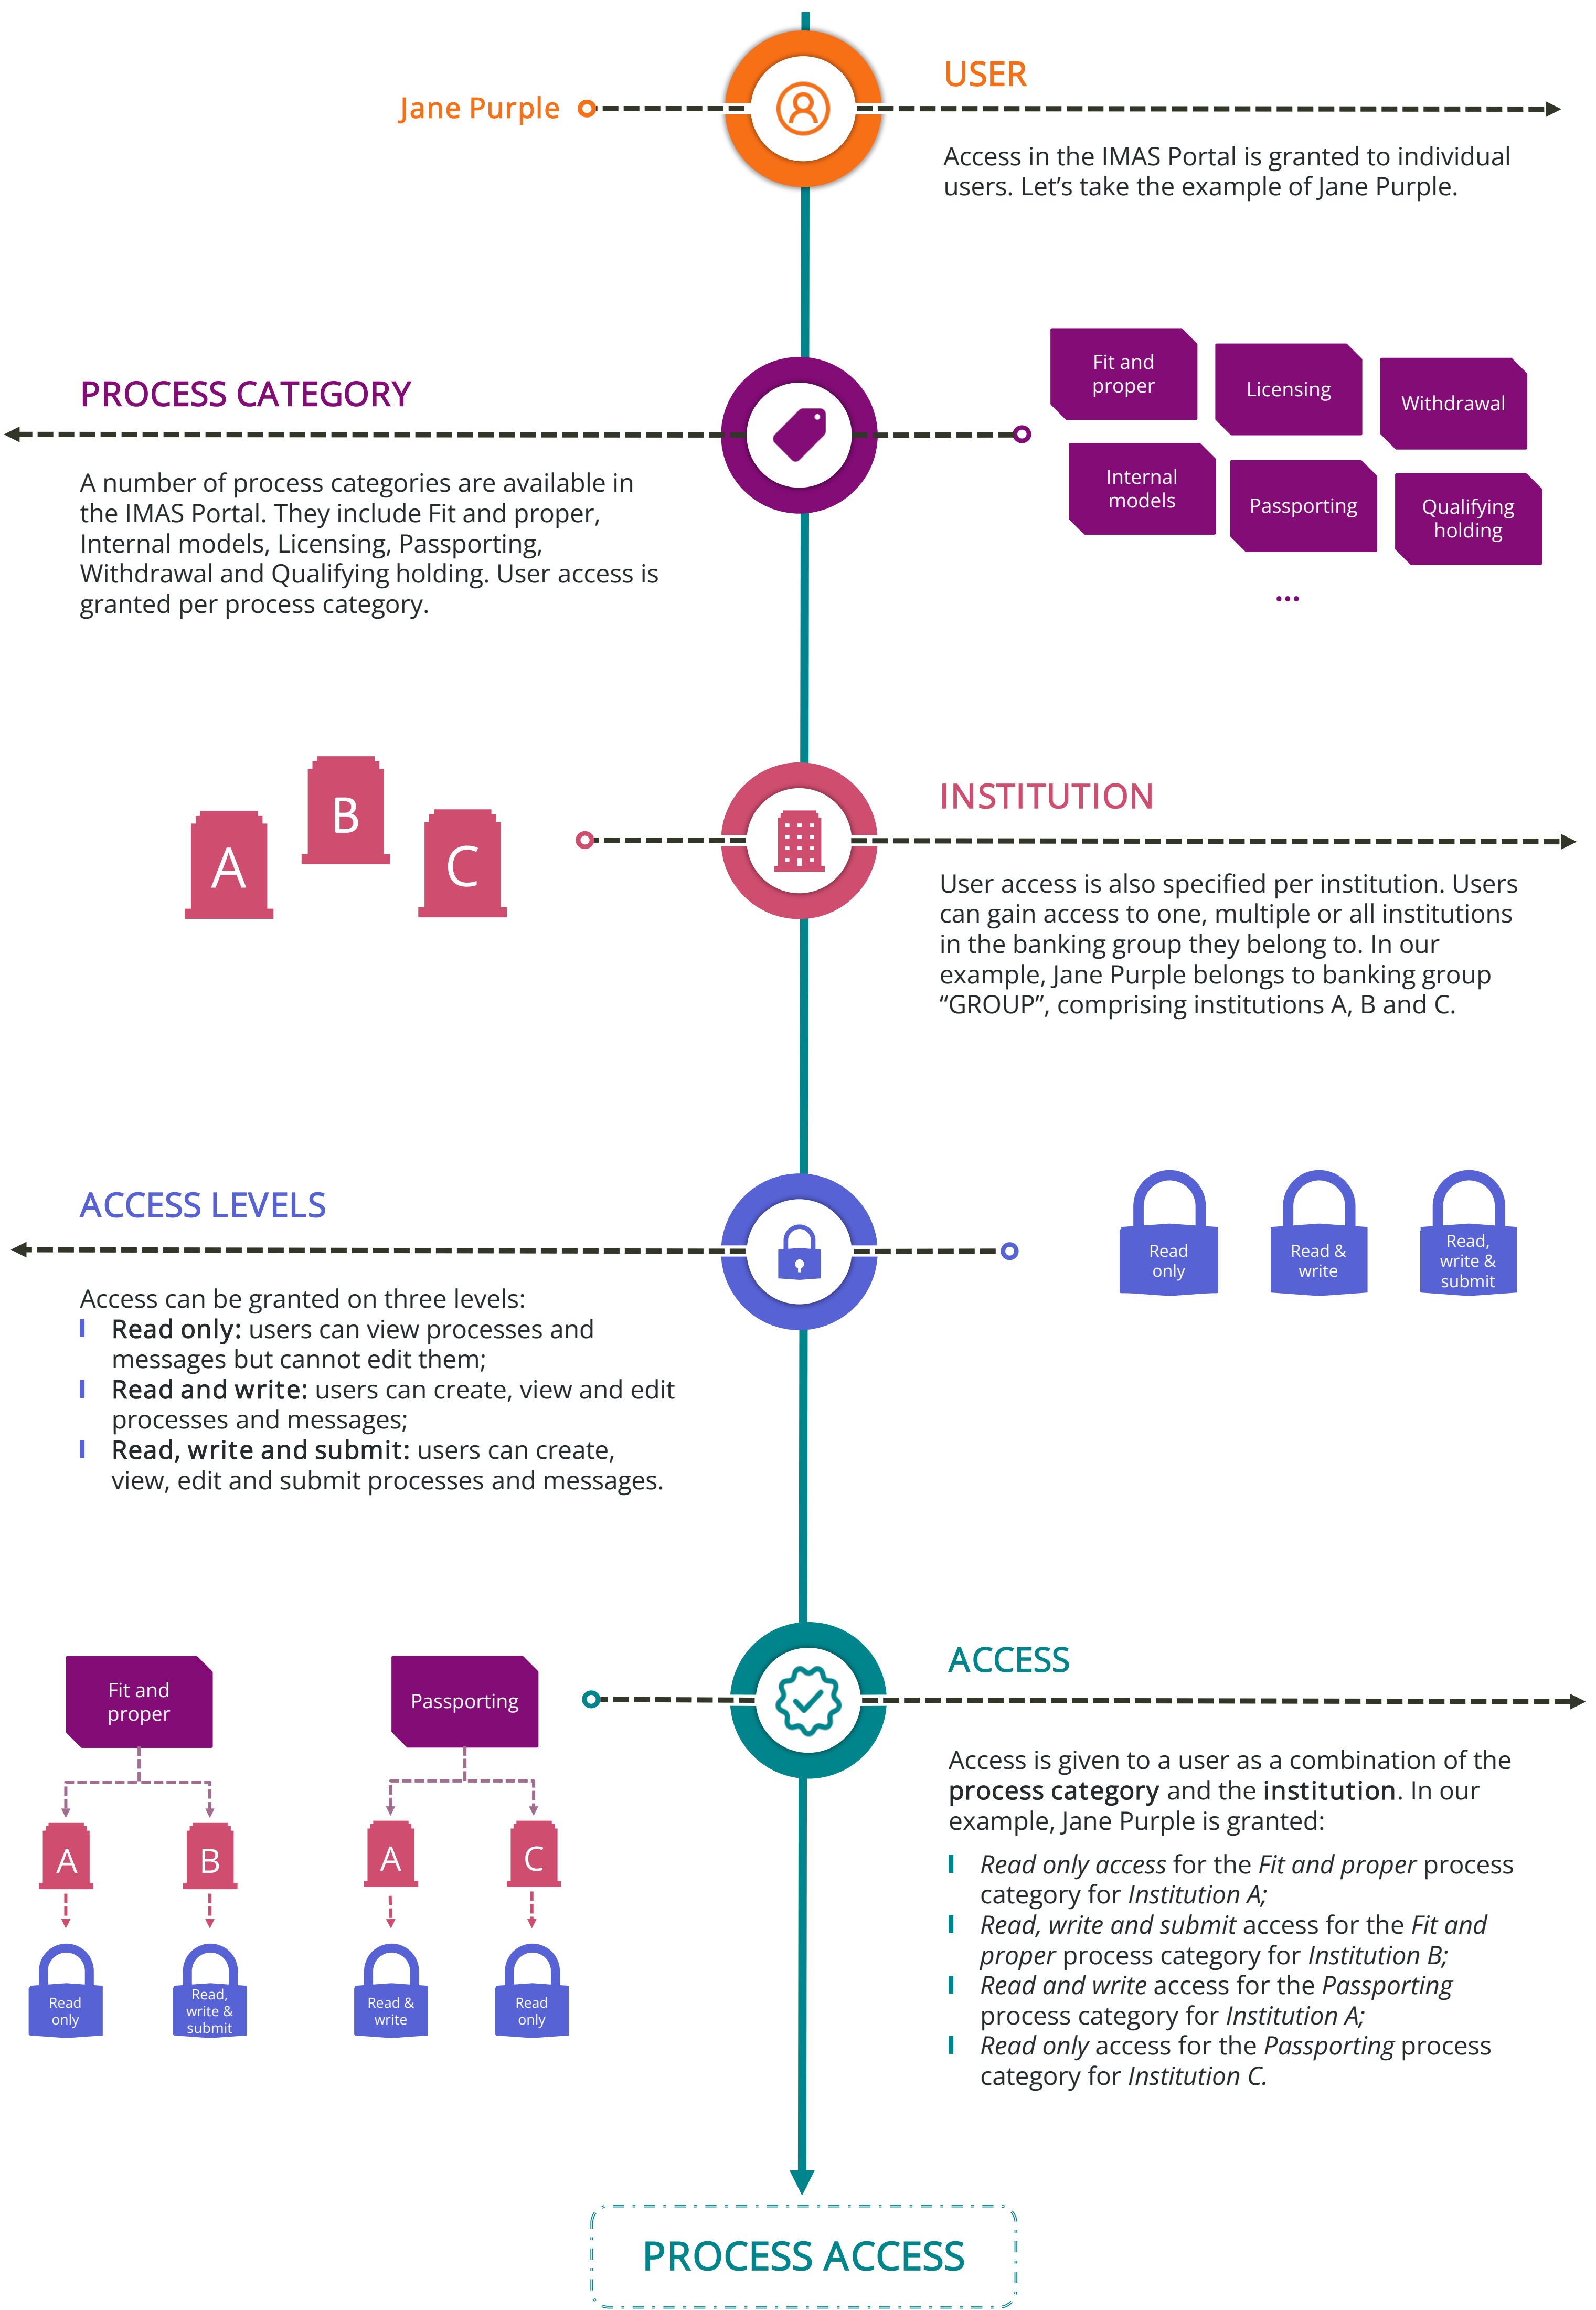 Jane Purple
USER
Access in the IMAS Portal is granted to individual
users. Let’s take the example of Jane Purple.
PROCESS CATEGORY
A number of process categories are available in
the IMAS Portal. They include Fit and proper,
Internal models, Licensing, Passporting,
Withdrawal and Qualifying holding. User access is
granted per process category.
Fit and
proper
Licensing
Withdrawal
Internal
models
Passporting
Qualifying
holding
...
A
B
C
INSTITUTION
User access is also specified per institution. Users
can gain access to one, multiple or all institutions
in the banking group they belong to. In our
example, Jane Purple belongs to banking group
“GROUP”, comprising institutions A, B and C.
ACCESS LEVELS
Access can be granted on three levels:
Read only: users can view processes and
messages but cannot edit them;
Read and write: users can create, view and edit
processes and messages;
Read, write and submit: users can create,
view, edit and submit processes and messages.
Read
only
Read &
write
Read,
write &
submit
Fit and
proper
A
B
Read
only
Read,
write &
submit
Passporting
A
C
Read &
write
Read
only
ACCESS
Access is given to a user as a combination of the
process category and the institution. In our
example, Jane Purple is granted:
Read only access for the Fit and proper process
category for Institution A;
Read, write and submit access for the Fit and
proper process category for Institution B;
Read and write access for the Passporting
process category for Institution A;
Read only access for the Passporting process
category for Institution C.
PROCESS ACCESS